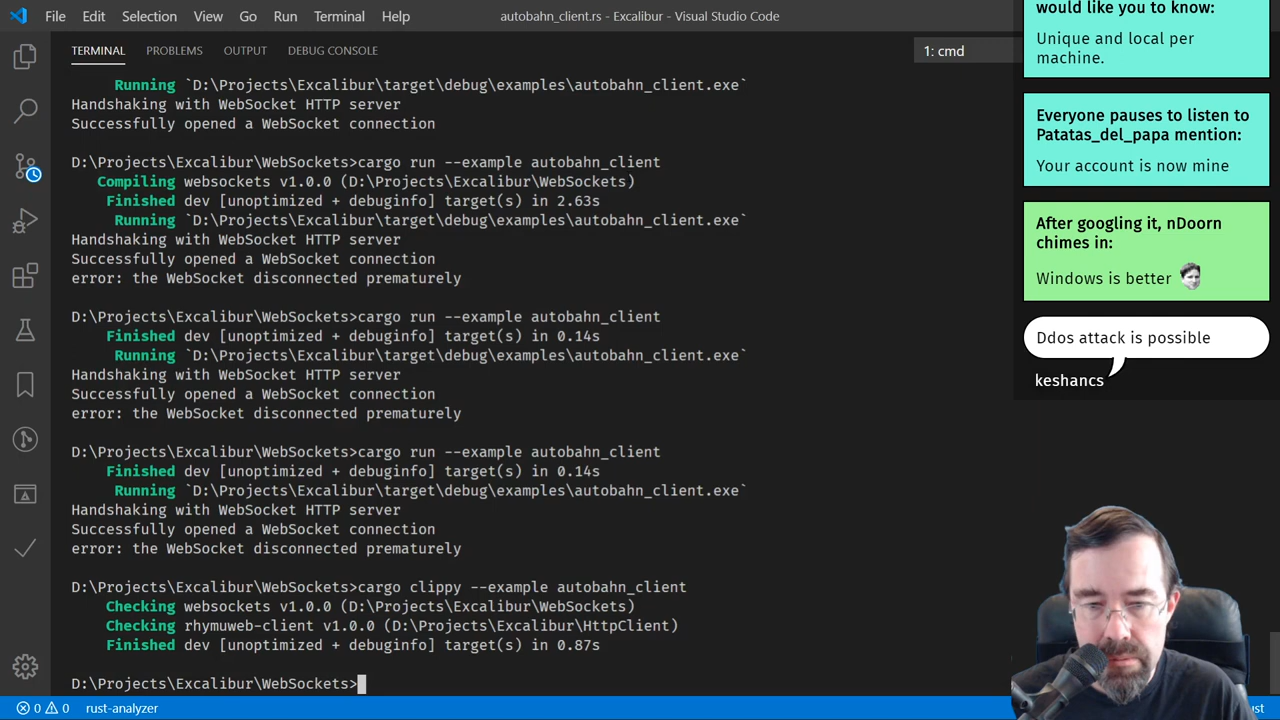 File Edit Selection View Go Run Terminal Help
autobahn_client.rs - Excalibur - Visual Studio Code
TERMINAL PROBLEMS OUTPUT DEBUG CONSOLE
1: cmd
Running `D:\Projects\Excalibur\target\debug\examples\autobahn_client.exe`
Handshaking with WebSocket HTTP server
Successfully opened a WebSocket connection
D:\Projects\Excalibur\WebSockets>cargo run --example autobahn_client
Compiling websockets v1.0.0 (D:\Projects\Excalibur\WebSockets)
Finished dev [unoptimized + debuginfo] target(s) in 2.63s
Running `D:\Projects\Excalibur\target\debug\examples\autobahn_client.exe`
Handshaking with WebSocket HTTP server
Successfully opened a WebSocket connection
error: the WebSocket disconnected prematurely
D:\Projects\Excalibur\WebSockets>cargo run --example autobahn_client
Finished dev [unoptimized + debuginfo] target(s) in 0.14s
Running `D:\Projects\Excalibur\target\debug\examples\autobahn_client.exe`
Handshaking with WebSocket HTTP server
Successfully opened a WebSocket connection
error: the WebSocket disconnected prematurely
D:\Projects\Excalibur\WebSockets>cargo run --example autobahn_client
Finished dev [unoptimized + debuginfo] target(s) in 0.14s
Running `D:\Projects\Excalibur\target\debug\examples\autobahn_client.exe`
Handshaking with WebSocket HTTP server
Successfully opened a WebSocket connection
error: the WebSocket disconnected prematurely
D:\Projects\Excalibur\WebSockets>cargo clippy --example autobahn_client
Checking websockets v1.0.0 (D:\Projects\Excalibur\WebSockets)
Checking rhymuweb-client v1.0.0 (D:\Projects\Excalibur\HttpClient)
Finished dev [unoptimized + debuginfo] target(s) in 0.87s
D:\Projects\Excalibur\WebSockets>
0 0 rust-analyzer
would like you to know:
Unique and local per
machine.
Everyone pauses to listen to
Patatas_del_papa mention:
Your account is now mine
After googling it, nDoorn
chimes in:
Windows is better
Ddos attack is possible
keshancs